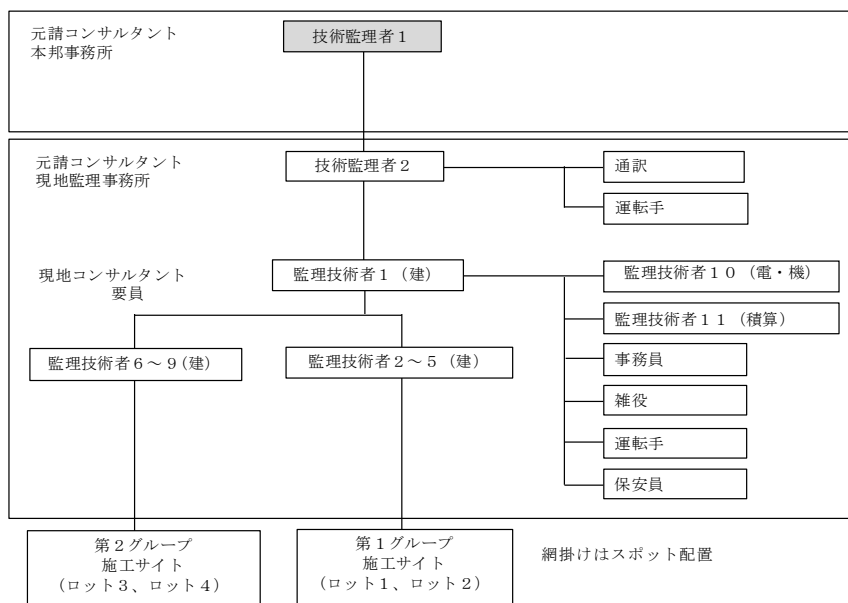 元請コンサルタント
本邦事務所
技術監理者1
元請コンサルタント
現地監理事務所
技術監理者2
通訳
運転手
現地コンサルタント
要員
監理技術者1(建)
監理技術者10(電・機)
監理技術者11(積算)
事務員
雑役
運転手
保安員
監理技術者6~9(建)
監理技術者2~5(建)
第2グループ
施工サイト
(ロット3、ロット4)
第1グループ
施工サイト
(ロット1、ロット2)
網掛けはスポット配置